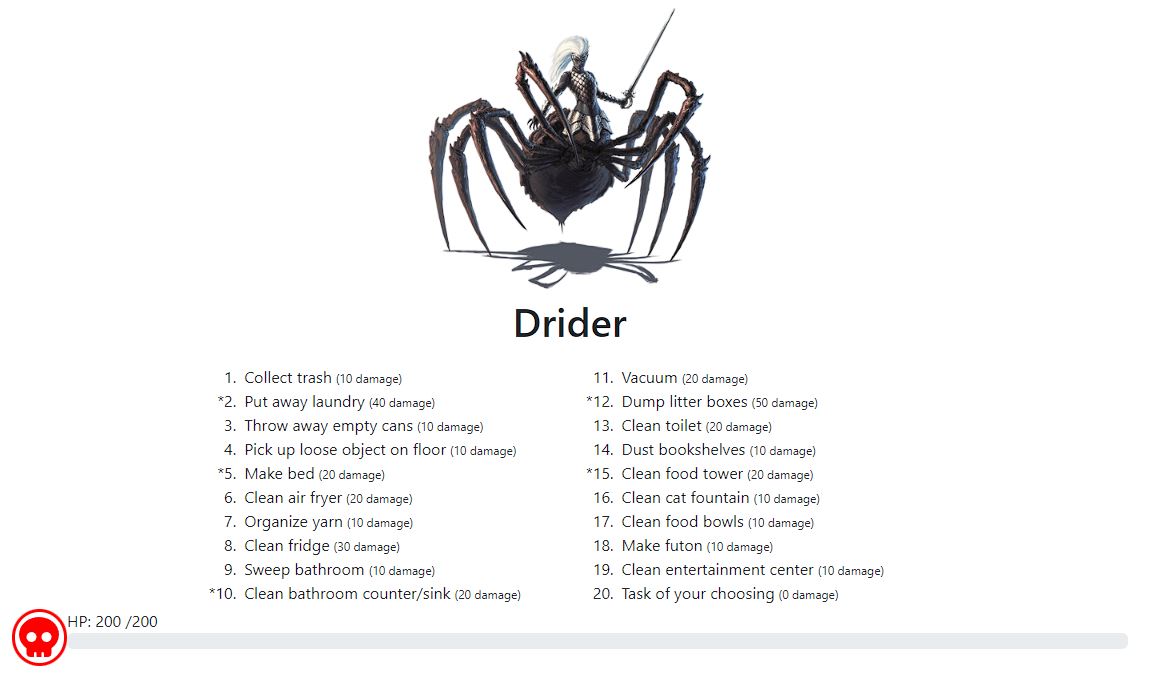 Drider
1. Collect trash (10 damage)
*2. Put away laundry (40 damage)
3. Throw away empty cans (10 damage)
4. Pick up loose object on floor (10 damage)
*5. Make bed (20 damage)
6. Clean air fryer (20 damage)
7. Organize yarn (10 damage)
8. Clean fridge (30 damage)
9. Sweep bathroom (10 damage)
*10. Clean bathroom counter/sink (20 damage)
11. Vacuum (20 damage)
*12. Dump litter boxes (50 damage)
13. Clean toilet (20 damage)
14. Dust bookshelves (10 damage)
*15. Clean food tower (20 damage)
16. Clean cat fountain (10 damage)
17. Clean food bowls (10 damage)
18. Make futon (10 damage)
19. Clean entertainment center (10 damage)
20. Task of your choosing (0 damage)
HP: 200 /200